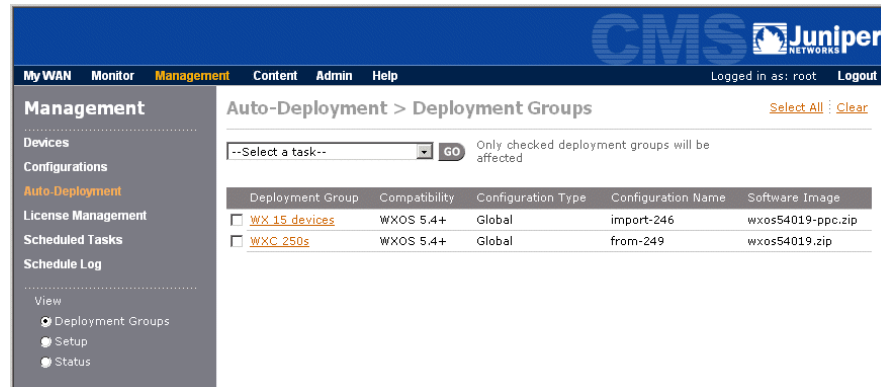 CMS
Juniper
NETWORKS
My WAN Monitor Management Content Admin Help Logged in as: root Logout
Management
Devices
Configurations
Auto-Deployment
License Management
Scheduled Tasks
Schedule Log
View
Deployment Groups
Setup
Status
Auto-Deployment > Deployment Groups
Select All Clear
--Select a task-- GO Only checked deployment groups will be
affected
Deployment Group Compatibility Configuration Type Configuration Name Software Image
WX 15 devices WXOS 5.4+ Global import-246 wxos54019-ppc.zip
WXC 250s WXOS 5.4+ Global from-249 wxos54019.zip